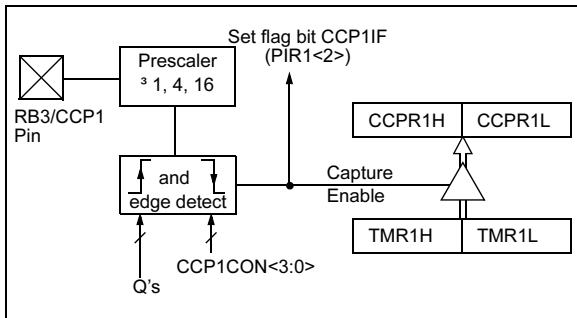 Set flag bit CCP1IF
(PIR1<2>)
Prescaler
³ 1, 4, 16
RB3/CCP1
Pin
CCPR1H CCPR1L
and
edge detect
Capture
Enable
TMR1H TMR1L
CCP1CON<3:0>
Q's